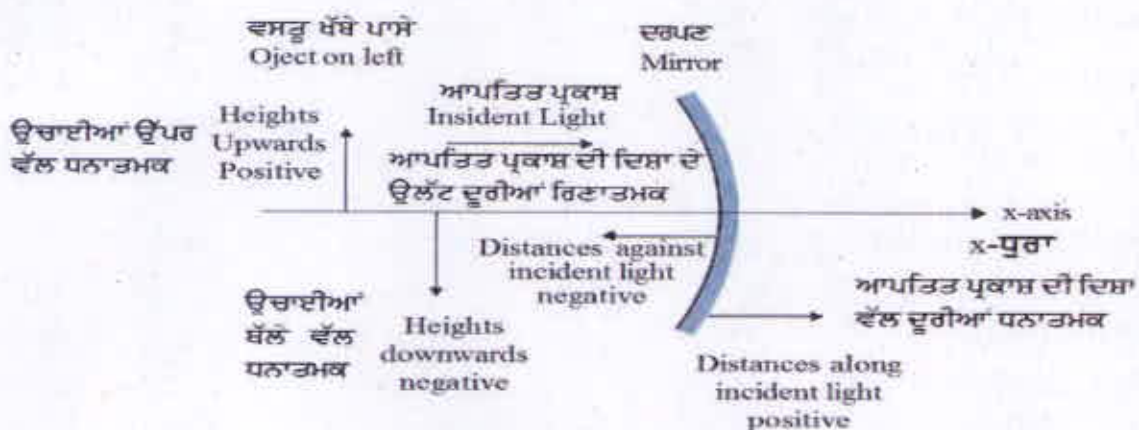 ਵਸਤੂ ਖੱਬੇ ਪਾਸੇ
Oject on left
ਦਰਪਣ
Mirror
ਆਪਤਿਤ ਪ੍ਰਕਾਸ਼
Insident Light
ਉਚਾਈਆਂ ਉੱਪਰ
ਵੱਲ ਧਨਾਤਮਕ
Heights
Upwards
Positive
ਆਪਤਿਤ ਪ੍ਰਕਾਸ਼ ਦੀ ਦਿਸ਼ਾ ਦੇ
ਉਲੱਟ ਦੂਰੀਆਂ ਰਿਣਾਤਮਕ
x-axis
x-ਧੁਰਾ
Distances against
incident light
negative
ਉਚਾਈਆਂ
ਥੱਲੇ ਵੱਲ
ਧਨਾਤਮਕ
Heights
downwards
negative
ਆਪਤਿਤ ਪ੍ਰਕਾਸ਼ ਦੀ ਦਿਸ਼ਾ
ਵੱਲ ਦੂਰੀਆਂ ਧਨਾਤਮਕ
Distances along
incident light
positive